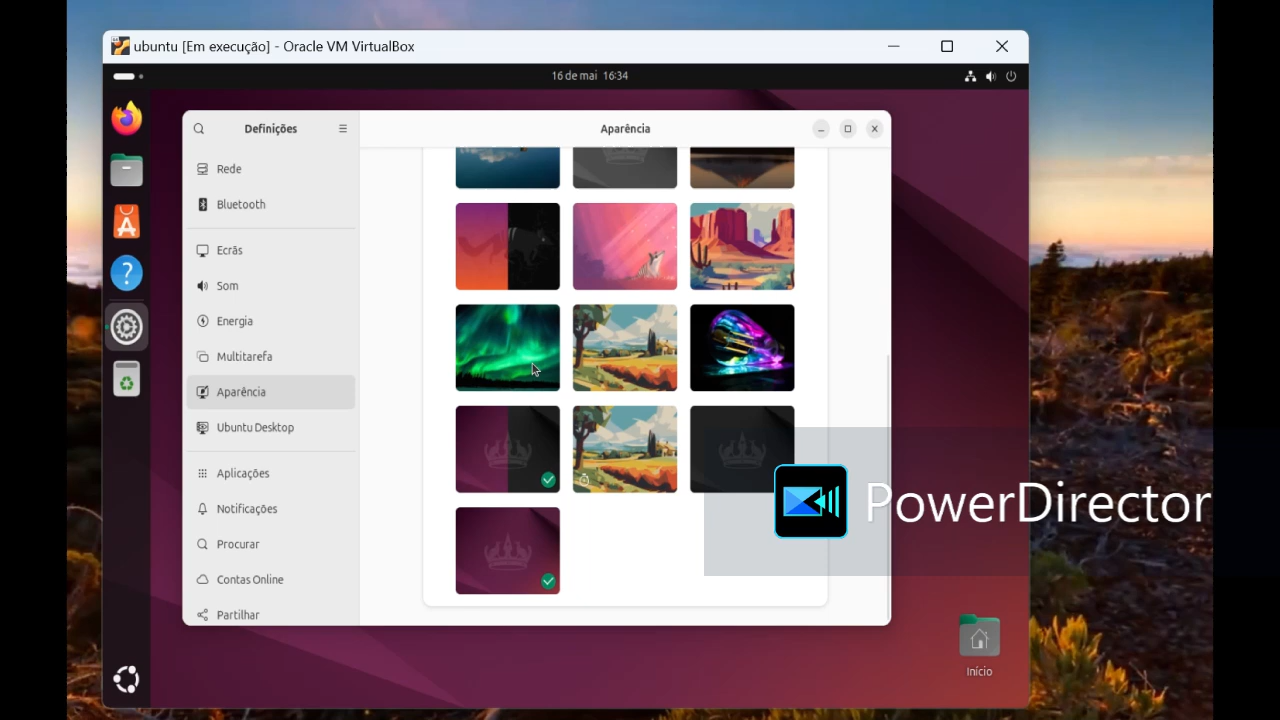 ubuntu [Em execução] - Oracle VM VirtualBox
16 de mai 16:34
Definições
Aparência
Rede
Bluetooth
Ecrãs
Som
Energia
Multitarefa
Aparência
Ubuntu Desktop
Aplicações
Notificações
Procurar
Contas Online
Partilhar
PowerDirector
Início